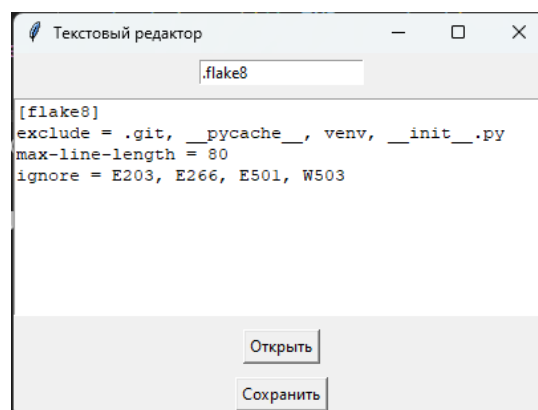 Текстовый редактор
.flake8
[flake8]
exclude = .git, __pycache__, venv, __init__.py
max-line-length = 80
ignore = E203, E266, E501, W503
Открыть
Сохранить